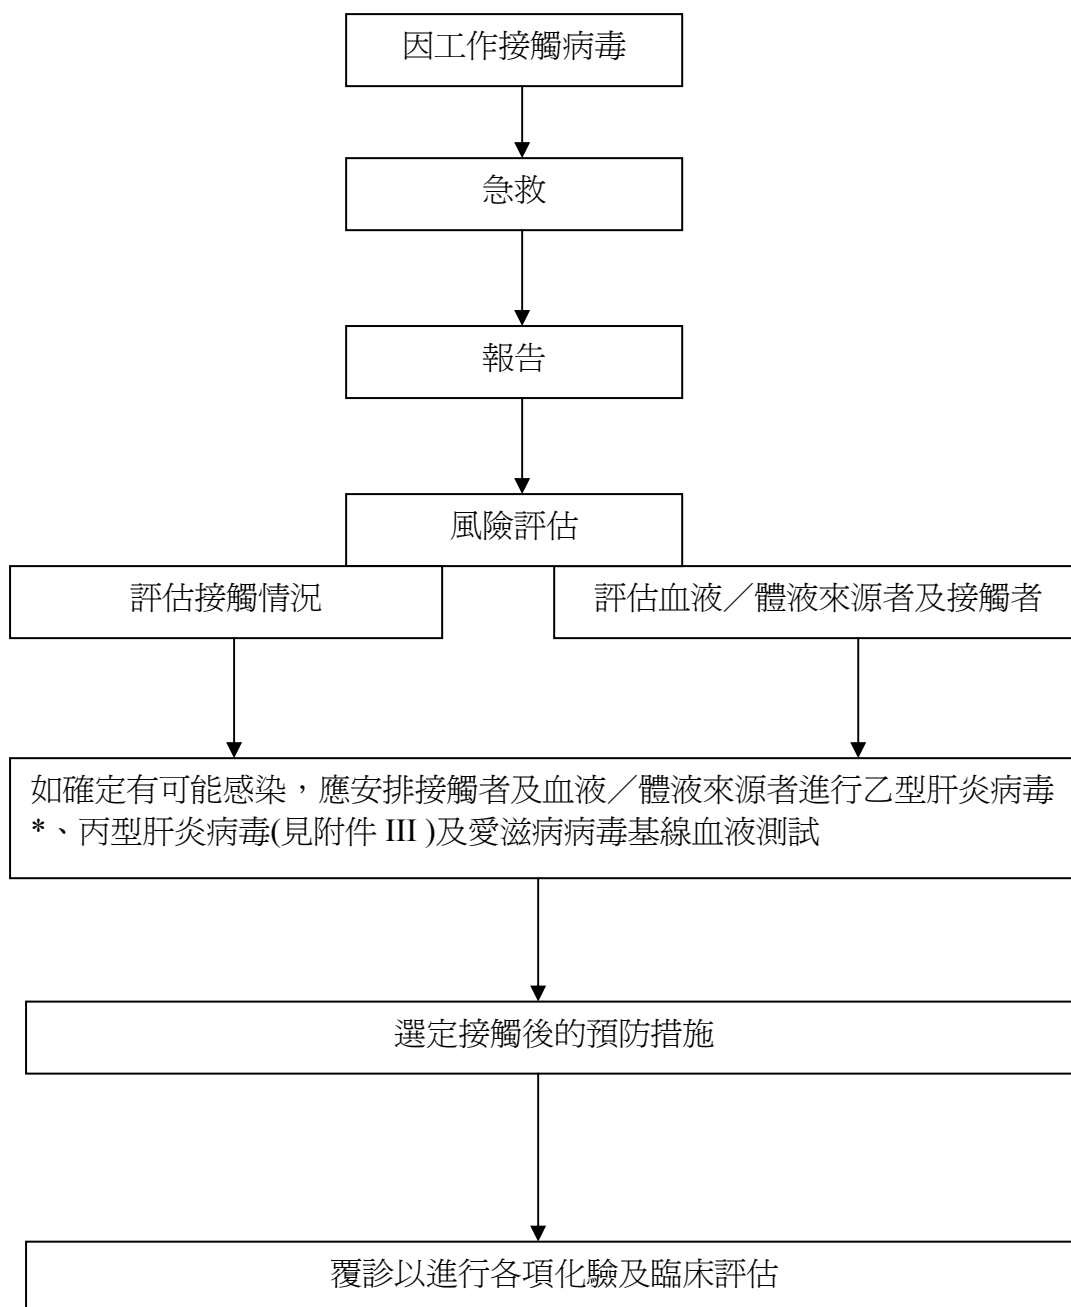 因工作接觸病毒
急救
報告
風險評估
評估接觸情況
評估血液／體液來源者及接觸者
如確定有可能感染，應安排接觸者及血液／體液來源者進行乙型肝炎病毒
*、丙型肝炎病毒(見附件 III )及愛滋病病毒基線血液測試
選定接觸後的預防措施
覆診以進行各項化驗及臨床評估